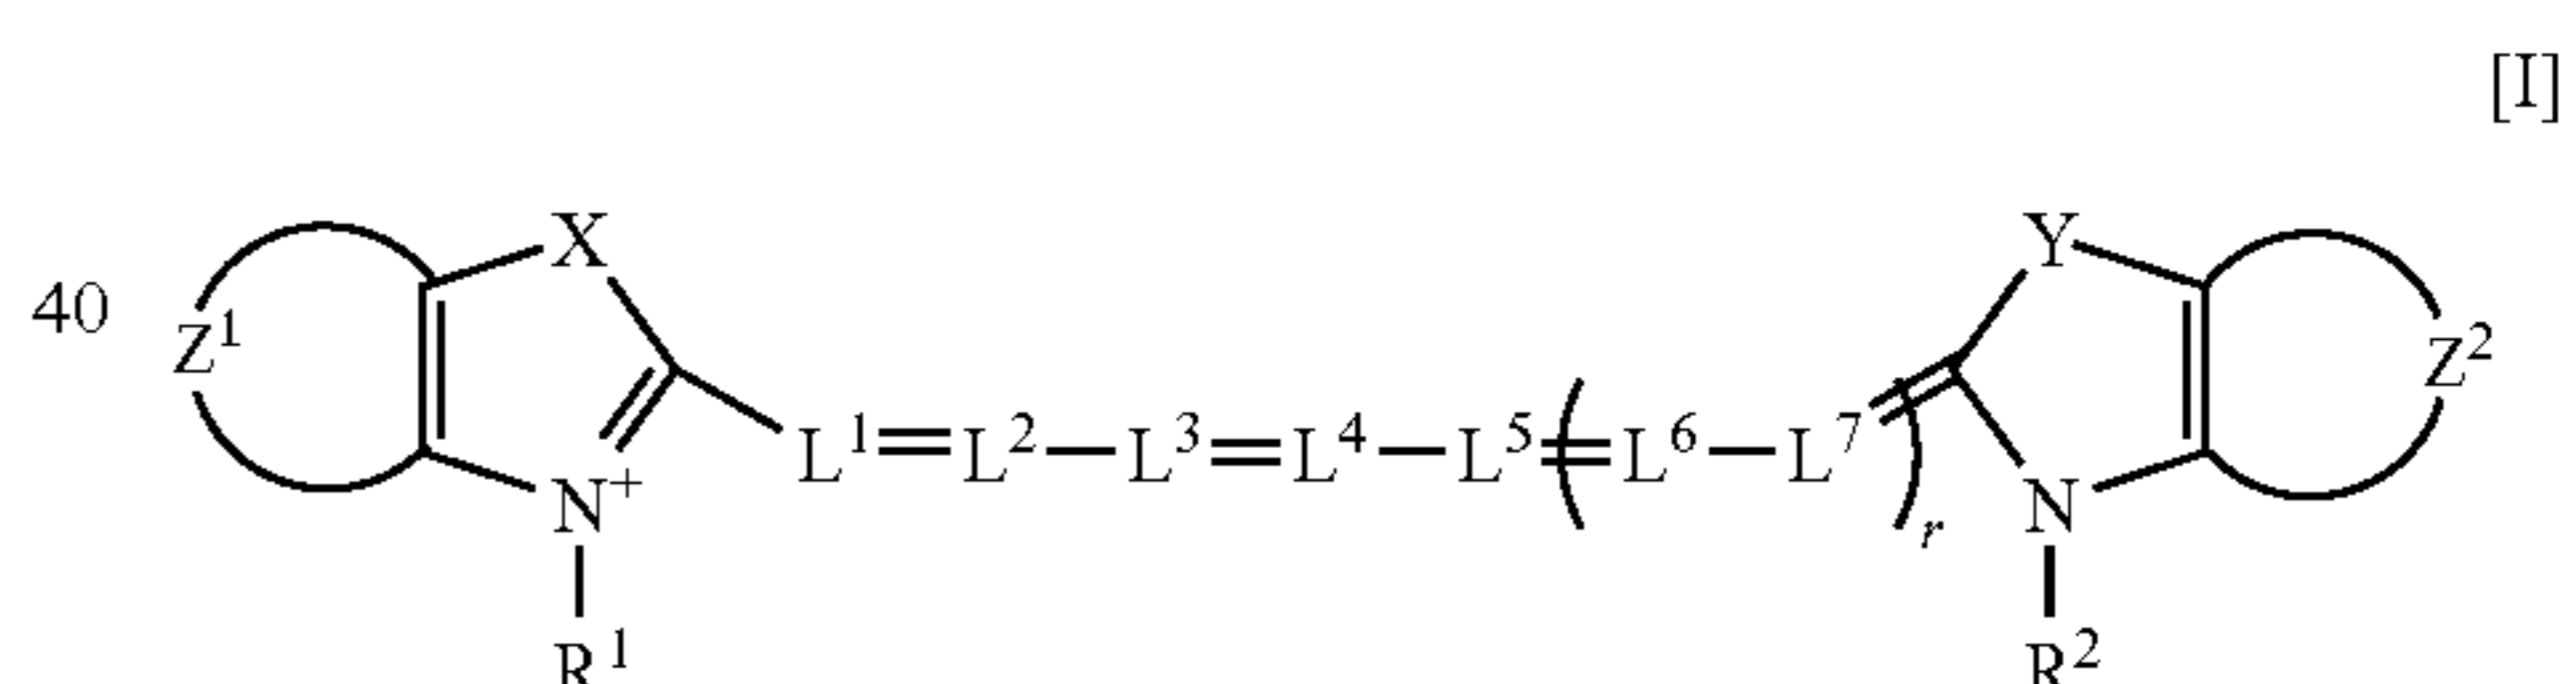 [I]
X Y
40 Z¹ Z²
L¹=L²—L³=L⁴—L⁵=(L⁶—L⁷=)r
N⁺ N
R¹ R²